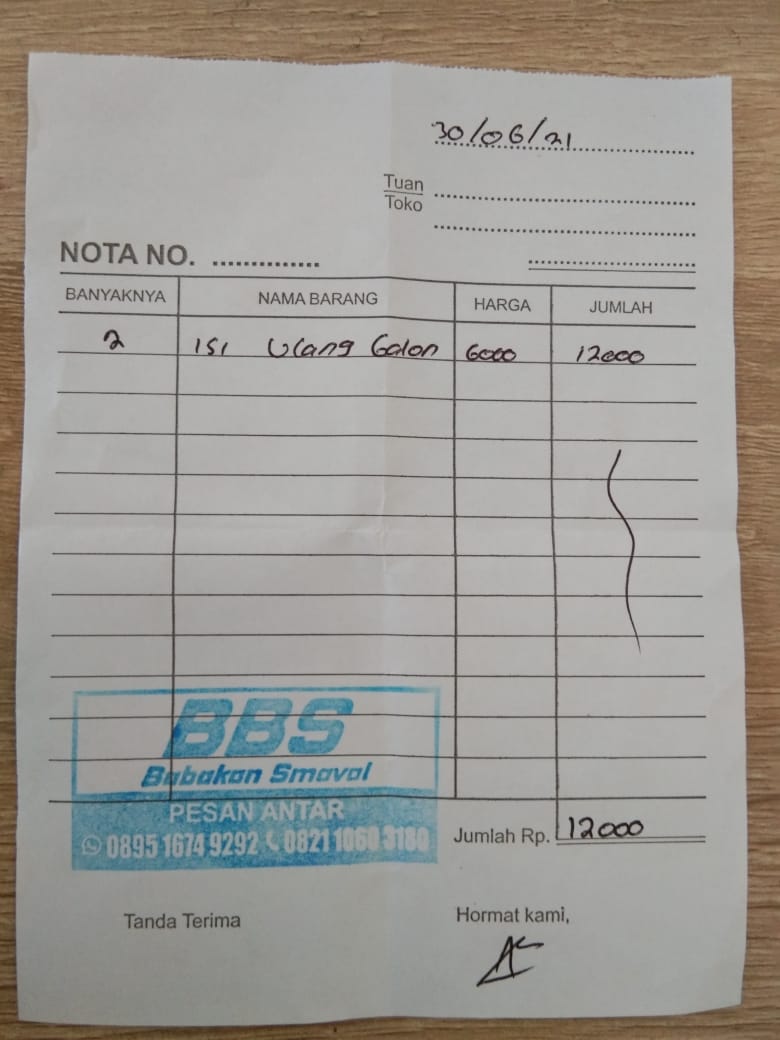 30/06/21
Tuan
Toko
NOTA NO.
BANYAKNYA NAMA BARANG HARGA JUMLAH
2 isi Ulang Galon 6000 12000
BBS
Babakan Smaval
PESAN ANTAR
0895 1674 9292 0821 1060 3180
Jumlah Rp. 12000
Tanda Terima Hormat kami,